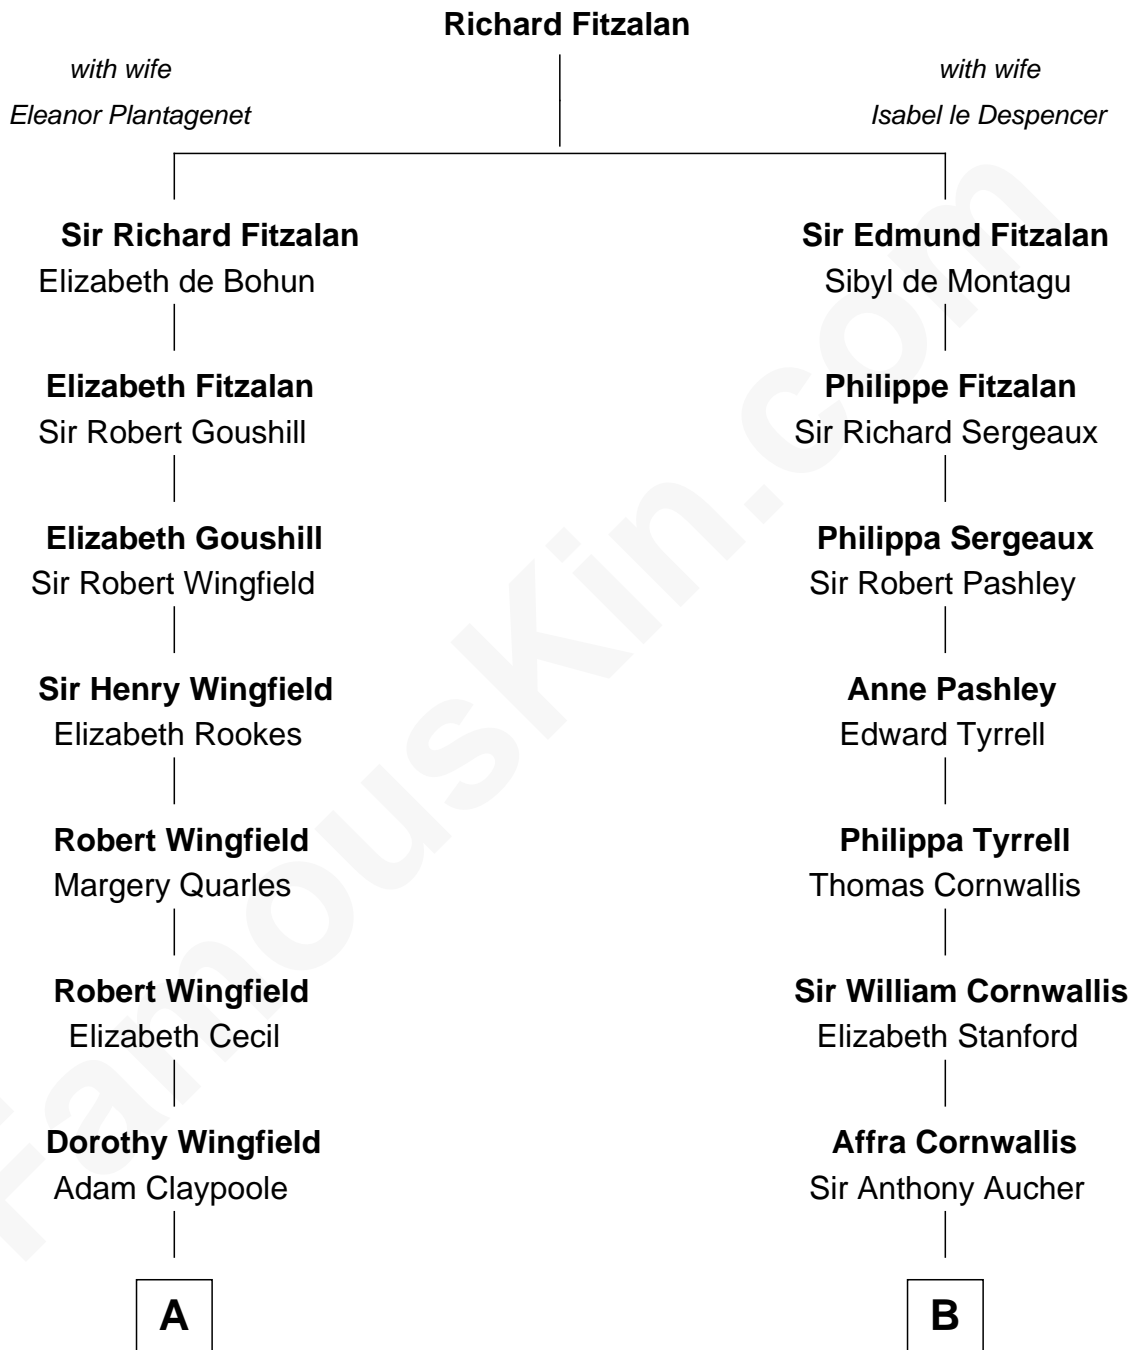 Richard Fitzalan
with wife
Eleanor Plantagenet
with wife
Isabel le Despencer
Sir Richard Fitzalan
Elizabeth de Bohun
Sir Edmund Fitzalan
Sibyl de Montagu
Elizabeth Fitzalan
Sir Robert Goushill
Philippe Fitzalan
Sir Richard Sergeaux
Elizabeth Goushill
Sir Robert Wingfield
Philippa Sergeaux
Sir Robert Pashley
Sir Henry Wingfield
Elizabeth Rookes
Anne Pashley
Edward Tyrrell
Robert Wingfield
Margery Quarles
Philippa Tyrrell
Thomas Cornwallis
Robert Wingfield
Elizabeth Cecil
Sir William Cornwallis
Elizabeth Stanford
Dorothy Wingfield
Adam Claypoole
Affra Cornwallis
Sir Anthony Aucher
A
B
FamousKin.com